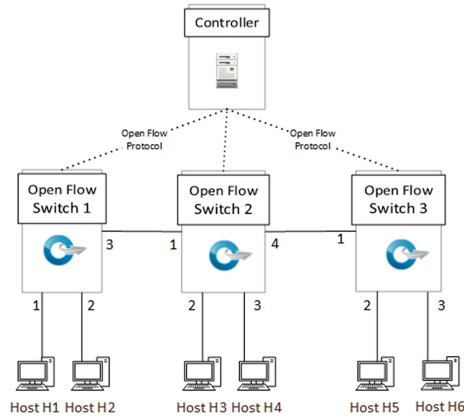 Controller
Open Flow
Protocol
Open Flow
Protocol
Open Flow
Switch 1
Open Flow
Switch 2
Open Flow
Switch 3
3
1
4
1
1
2
2
3
2
3
Host H1
Host H2
Host H3
Host H4
Host H5
Host H6